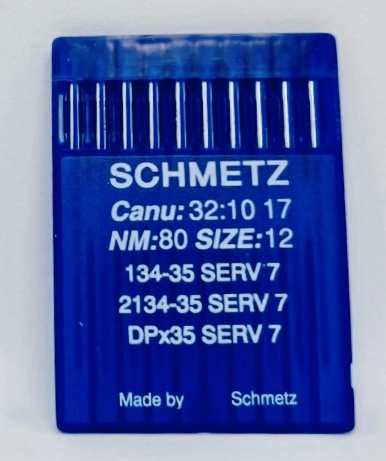 SCHMETZ
Canu: 32:10 17
NM:80 SIZE:12
134-35 SERV 7
2134-35 SERV 7
DPx35 SERV 7
Made by Schmetz